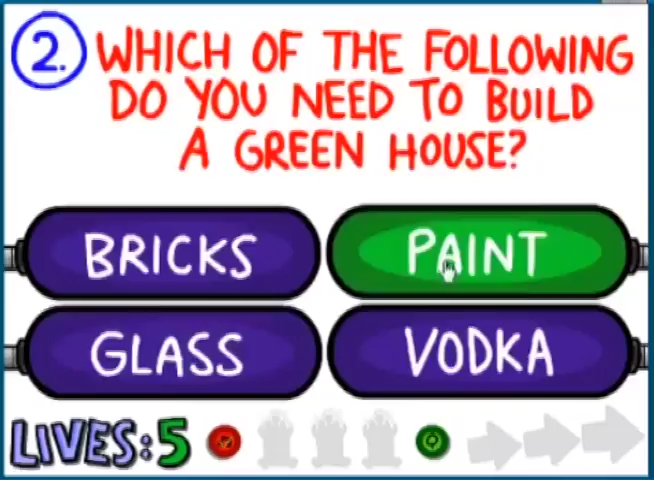 2. WHICH OF THE FOLLOWING
DO YOU NEED TO BUILD
A GREEN HOUSE?
BRICKS PAINT
GLASS VODKA
LIVES:5